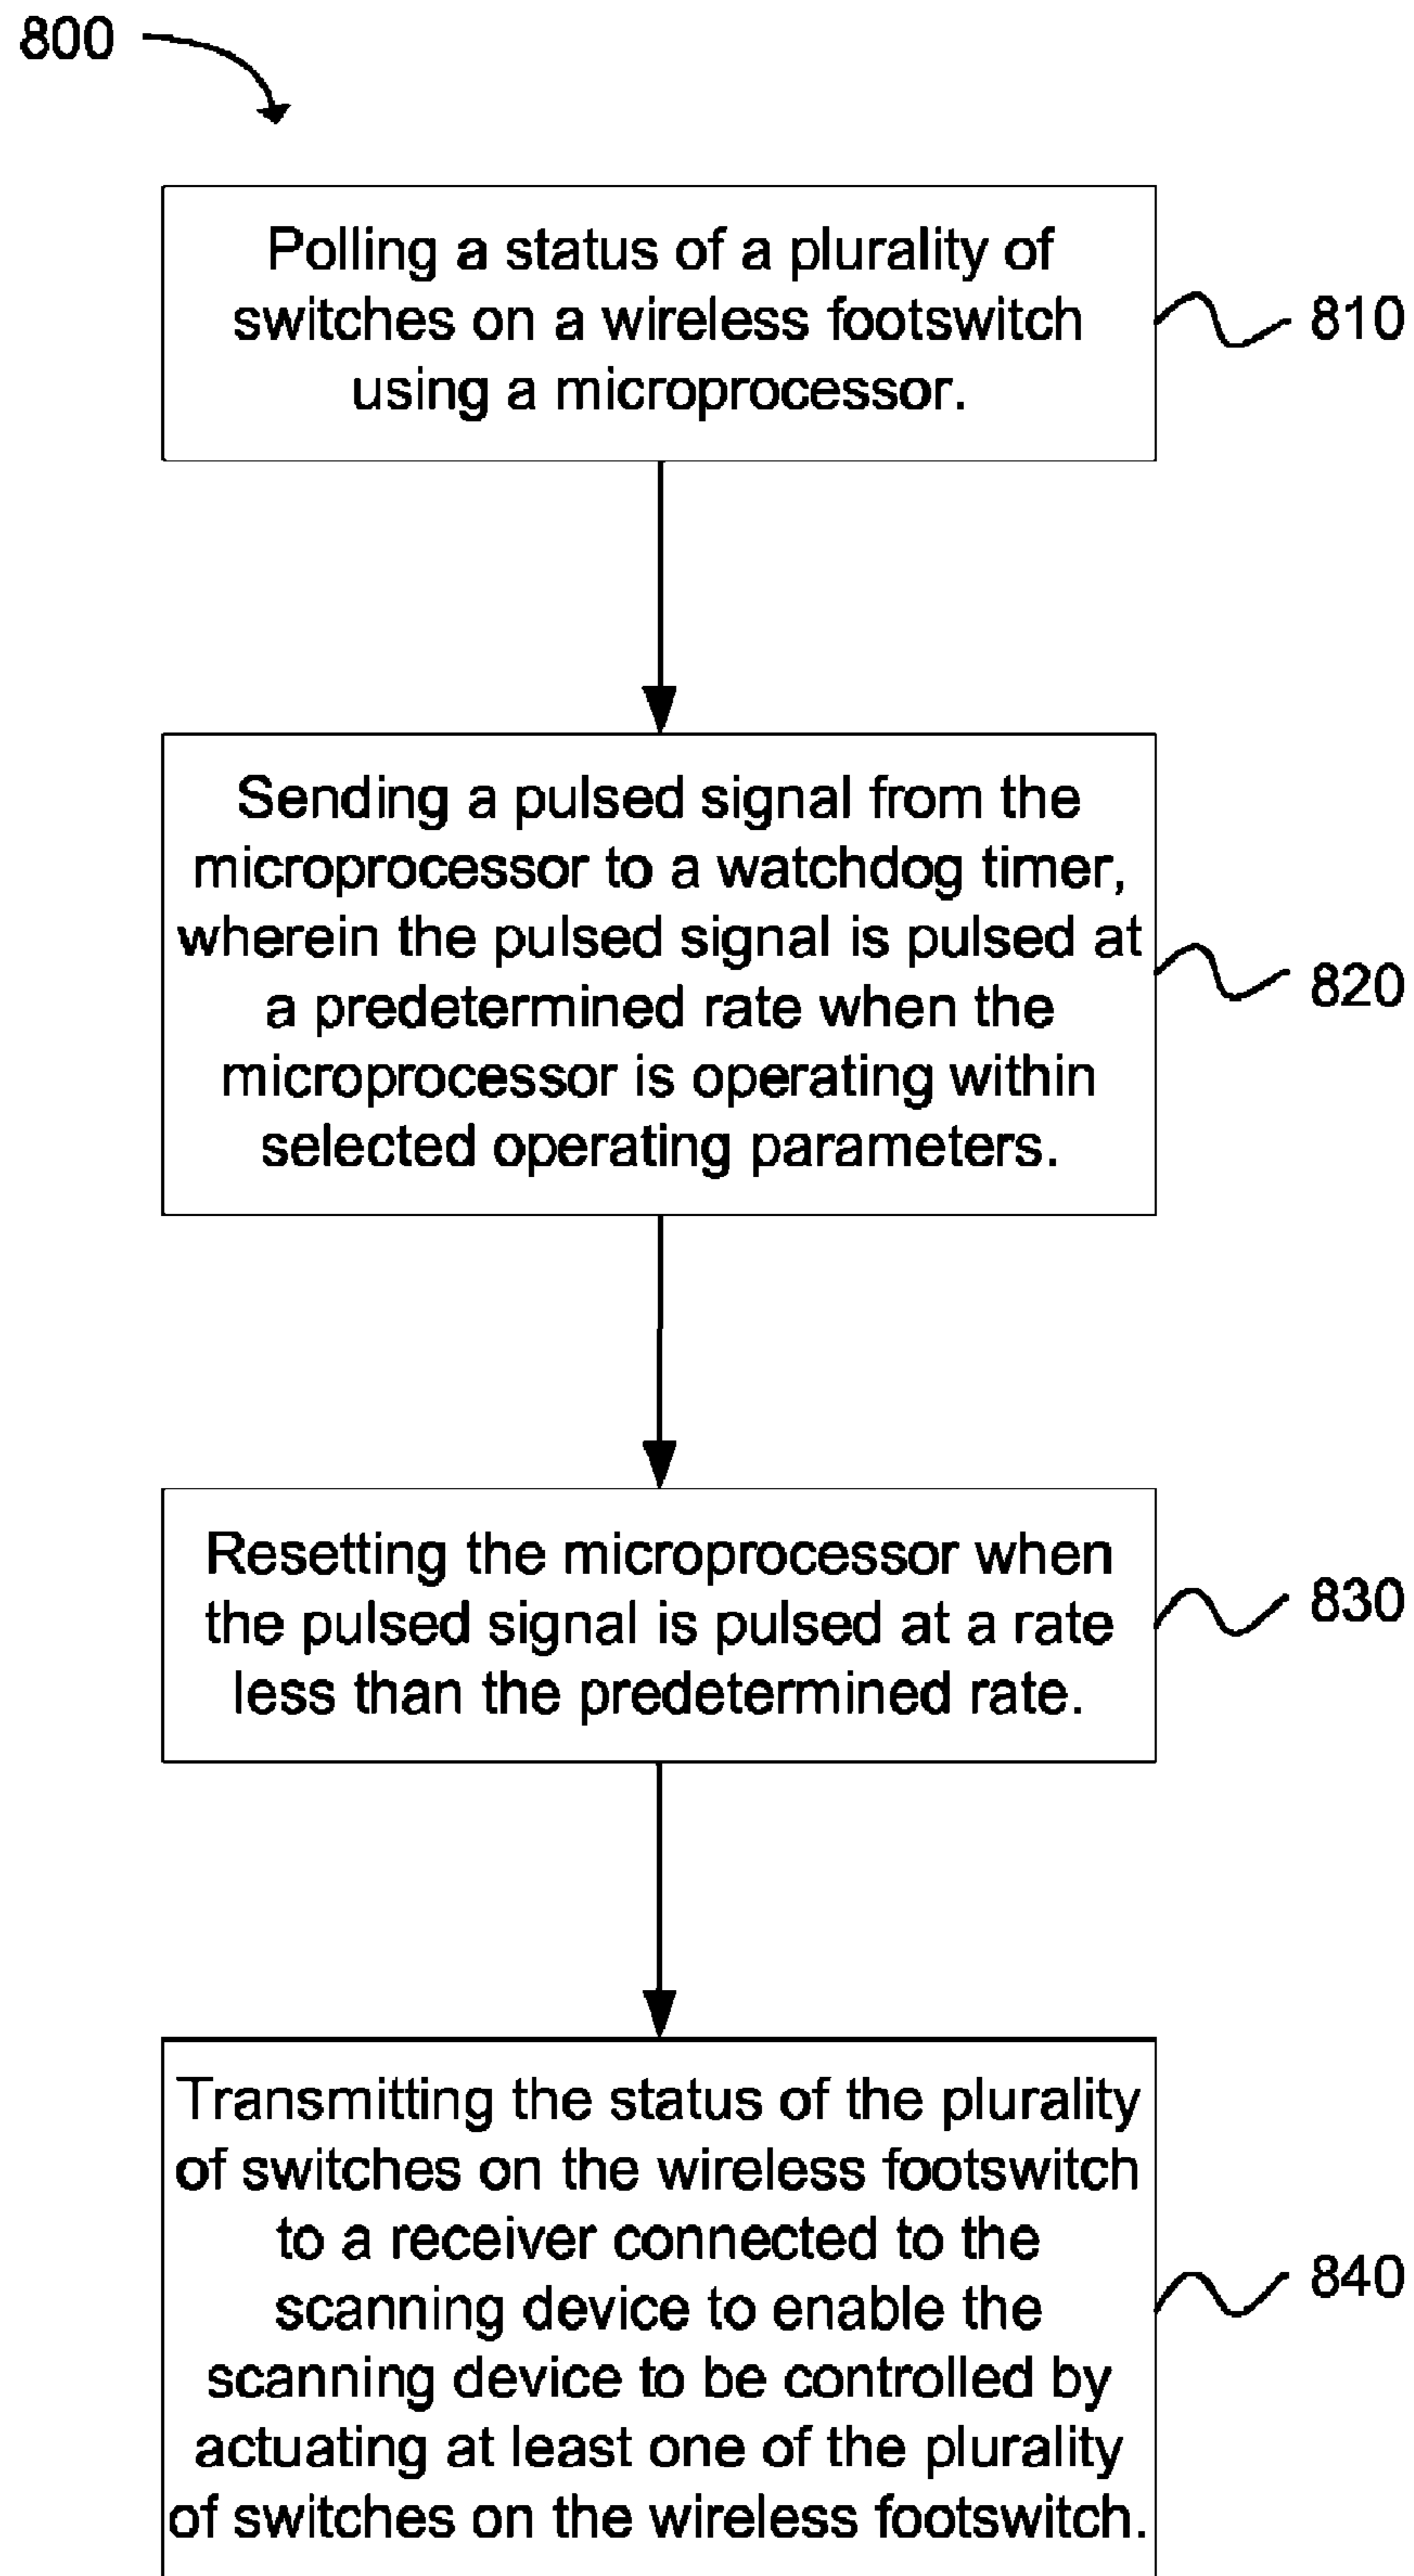 800
Polling a status of a plurality of
switches on a wireless footswitch
using a microprocessor.
810
Sending a pulsed signal from the
microprocessor to a watchdog timer,
wherein the pulsed signal is pulsed at
a predetermined rate when the
microprocessor is operating within
selected operating parameters.
820
Resetting the microprocessor when
the pulsed signal is pulsed at a rate
less than the predetermined rate.
830
Transmitting the status of the plurality
of switches on the wireless footswitch
to a receiver connected to the
scanning device to enable the
scanning device to be controlled by
actuating at least one of the plurality
of switches on the wireless footswitch.
840